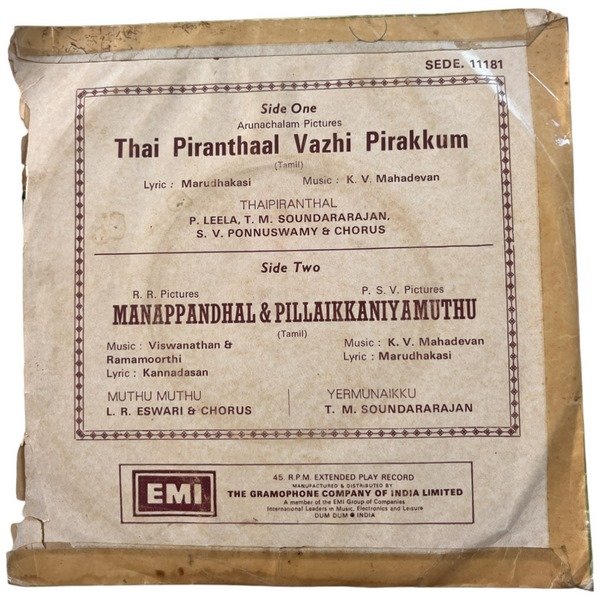 SEDE. 11181
Side One
Arunachalam Pictures
Thai Piranthaal Vazhi Pirakkum
(Tamil)
Lyric : Marudhakasi Music : K. V. Mahadevan
THAIPIRANTHAL
P. LEELA, T. M. SOUNDARARAJAN,
S. V. PONNUSWAMY & CHORUS
Side Two
R. R. Pictures P. S. V. Pictures
MANAPPANDHAL & PILLAIKKANIYAMUTHU
(Tamil)
Music : Viswanathan &
Ramamoorthi
Lyric : Kannadasan
Music : K. V. Mahadevan
Lyric : Marudhakasi
MUTHU MUTHU
L. R. ESWARI & CHORUS
YERMUNAIKKU
T. M. SOUNDARARAJAN
EMI
45 R.P.M. EXTENDED PLAY RECORD
MANUFACTURED & DISTRIBUTED BY
THE GRAMOPHONE COMPANY OF INDIA LIMITED
A member of the EMI Group of Companies
International Leaders in Music, Electronics and Leisure
DUM DUM ● INDIA